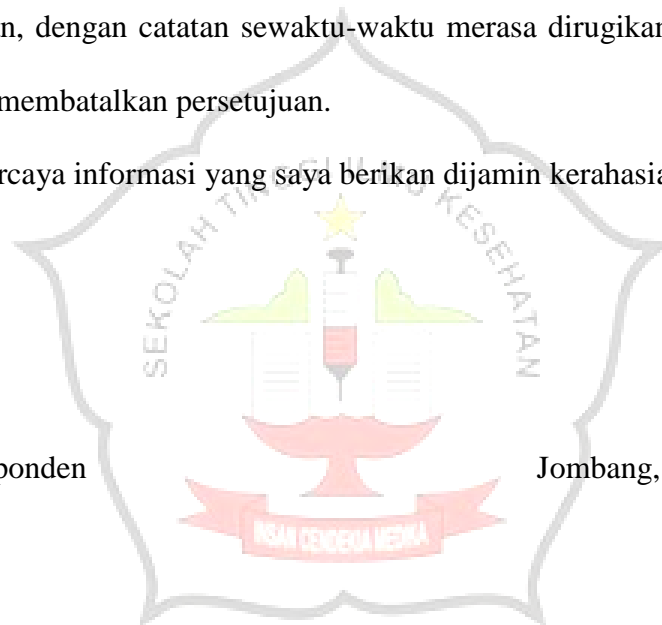 n, dengan catatan sewaktu-waktu merasa dirugikan
membatalkan persetujuan.
rcaya informasi yang saya berikan dijamin kerahasia
SEKOLAH TINGGI ILMU KESEHATAN
ponden Jombang,
INSAN CENDEKIA MEDIKA